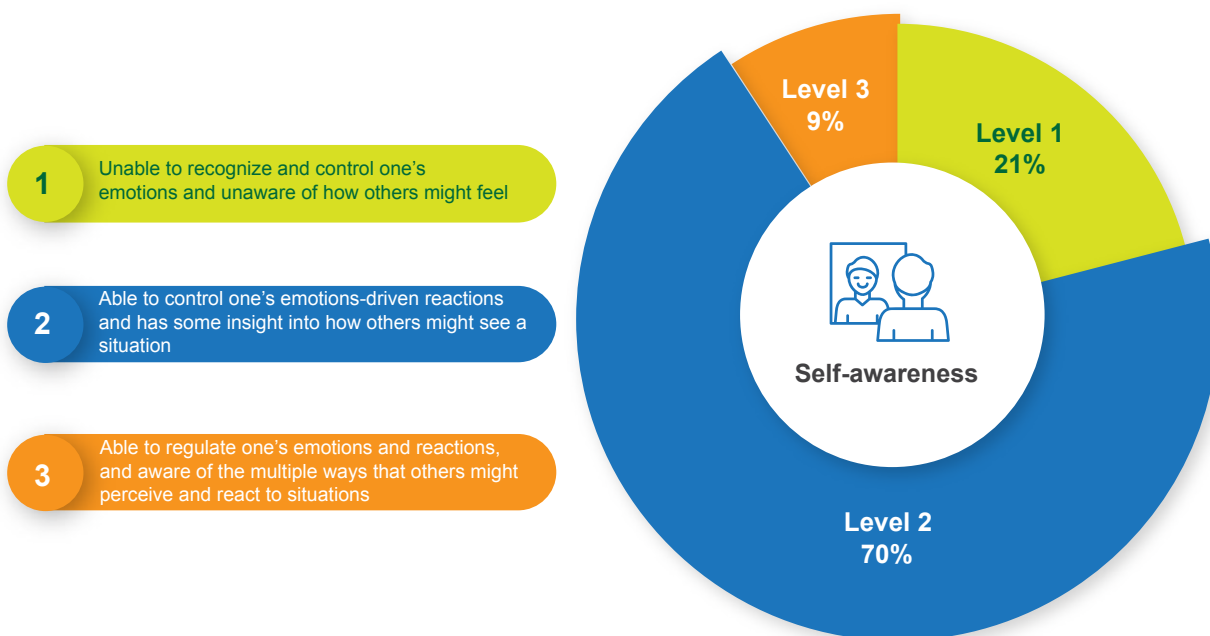 1
Unable to recognize and control one's
emotions and unaware of how others might feel
2
Able to control one's emotions-driven reactions
and has some insight into how others might see a
situation
3
Able to regulate one's emotions and reactions,
and aware of the multiple ways that others might
perceive and react to situations
Level 3
9%
Level 1
21%
Self-awareness
Level 2
70%